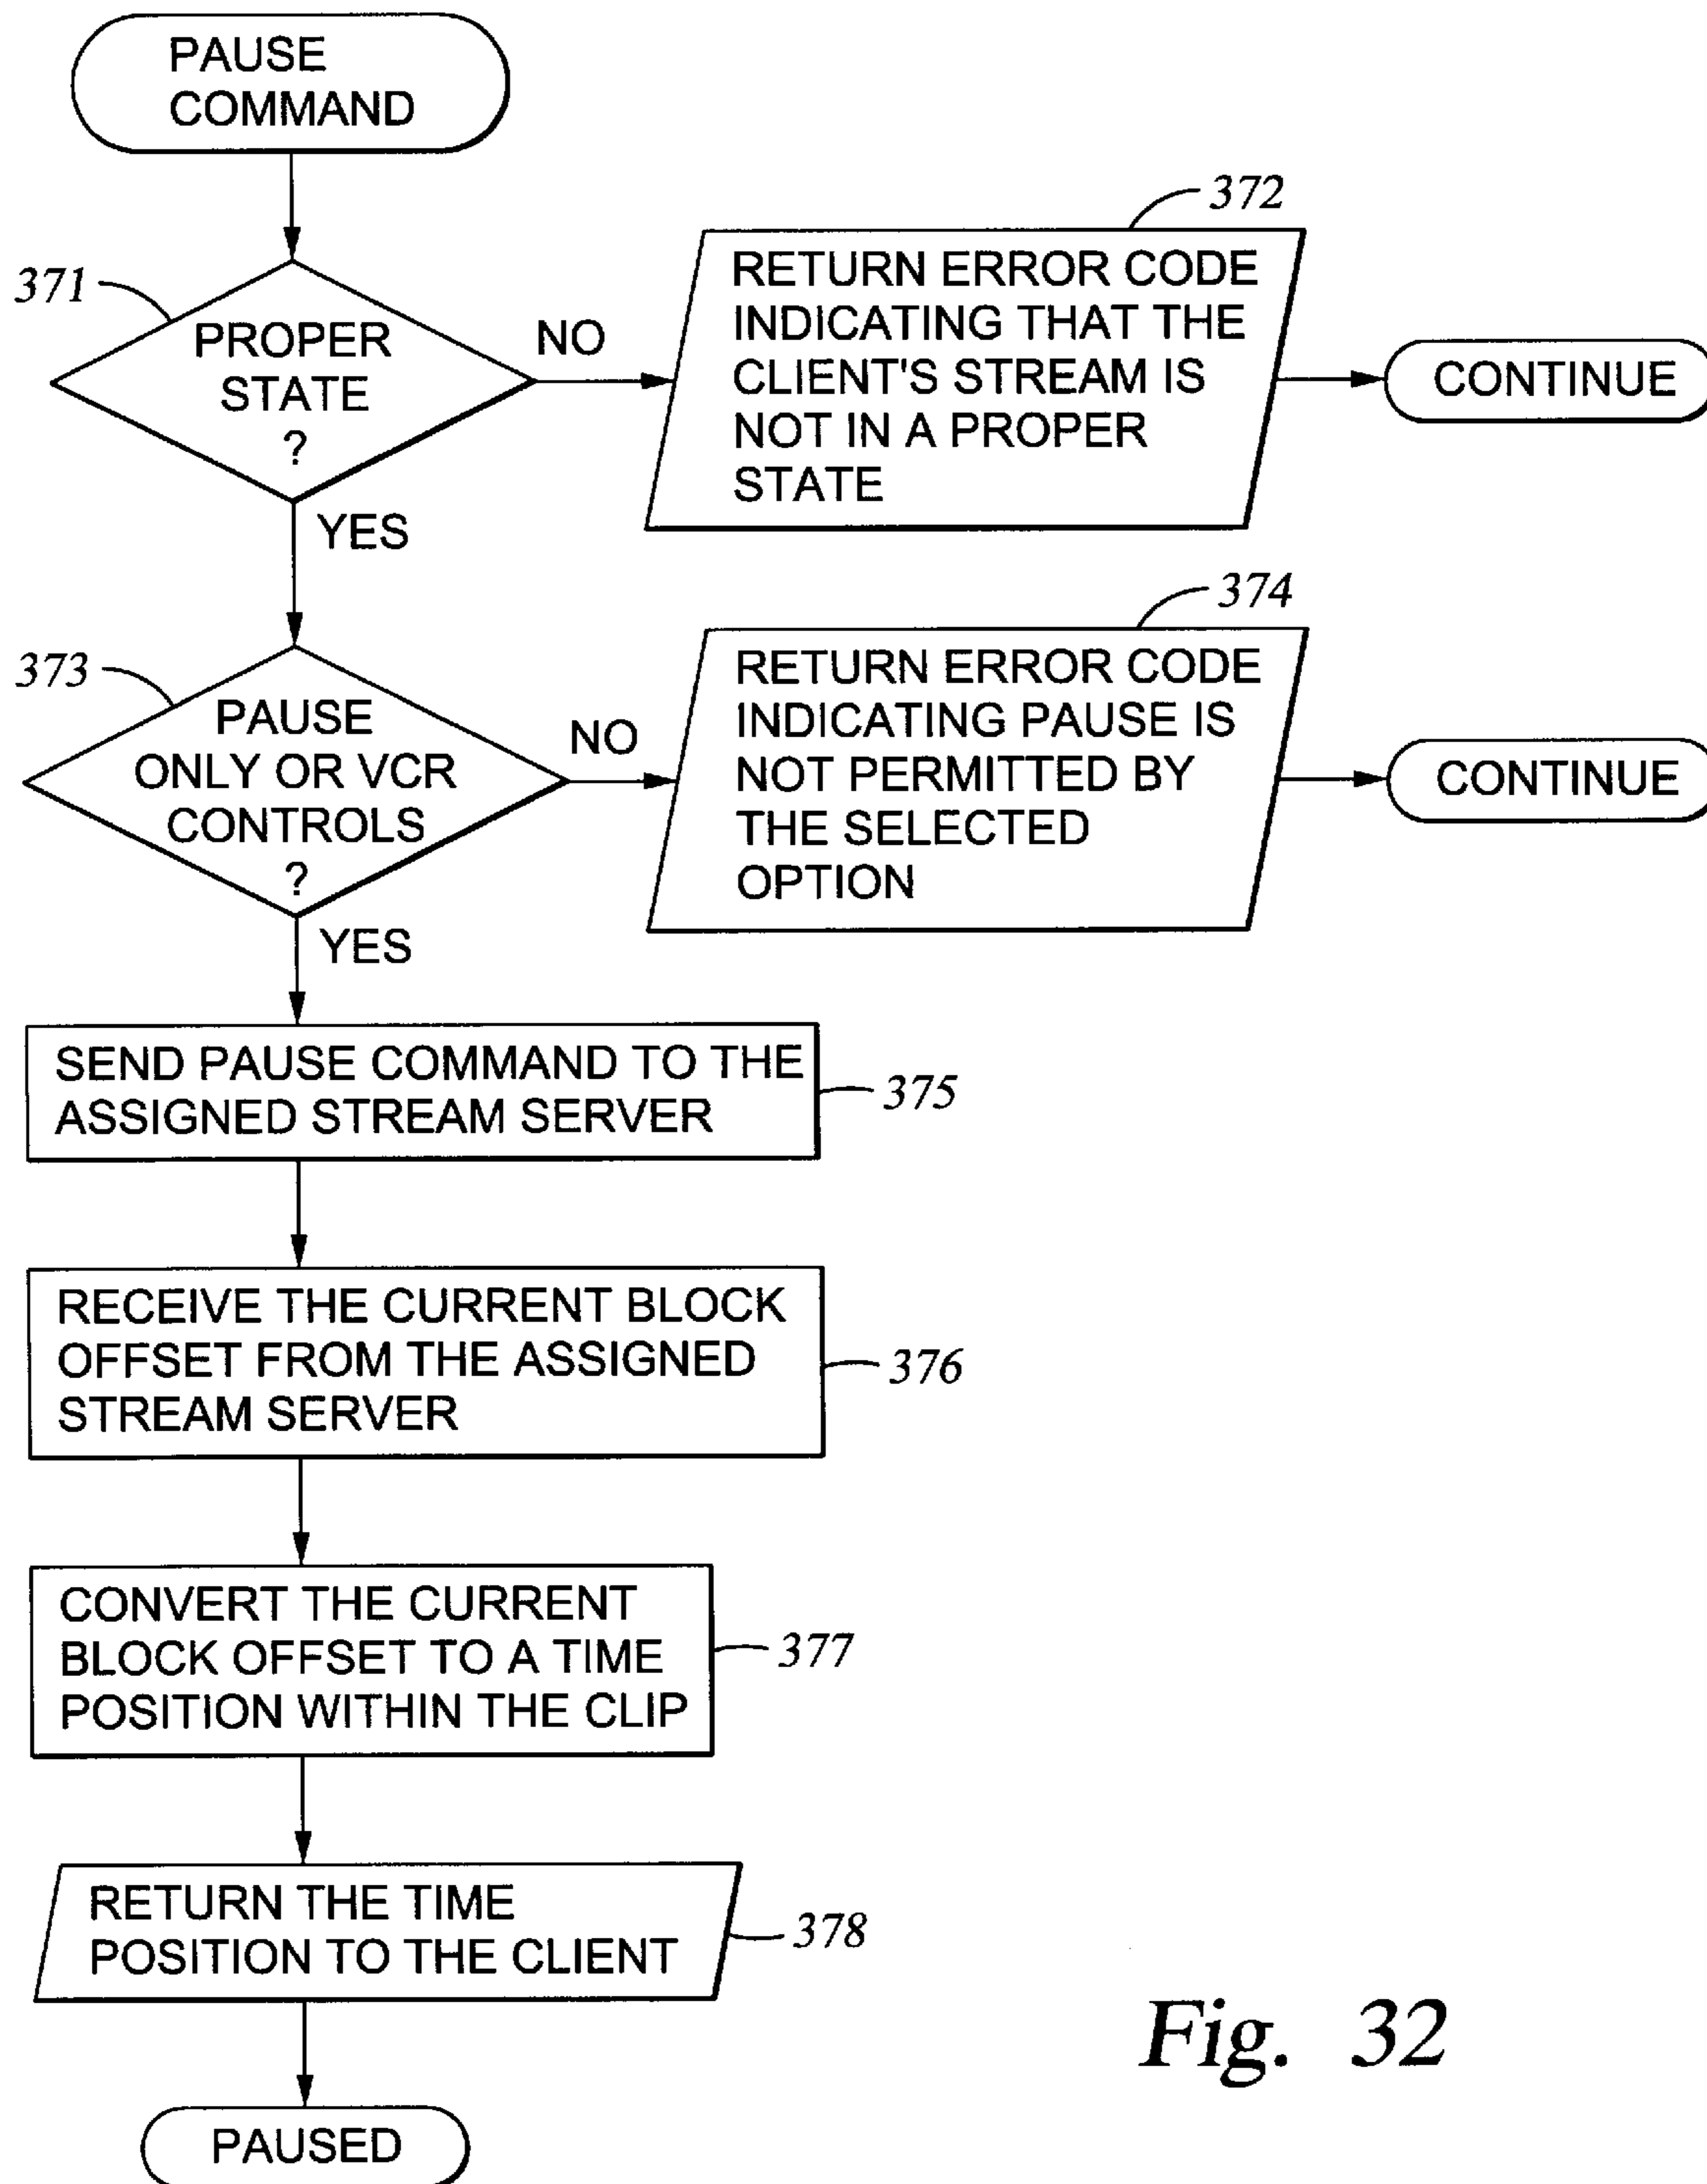 PAUSE
COMMAND
371
PROPER
STATE
?
NO
372
RETURN ERROR CODE
INDICATING THAT THE
CLIENT'S STREAM IS
NOT IN A PROPER
STATE
CONTINUE
YES
373
PAUSE
ONLY OR VCR
CONTROLS
?
NO
374
RETURN ERROR CODE
INDICATING PAUSE IS
NOT PERMITTED BY
THE SELECTED
OPTION
CONTINUE
YES
SEND PAUSE COMMAND TO THE
ASSIGNED STREAM SERVER
375
RECEIVE THE CURRENT BLOCK
OFFSET FROM THE ASSIGNED
STREAM SERVER
376
CONVERT THE CURRENT
BLOCK OFFSET TO A TIME
POSITION WITHIN THE CLIP
377
RETURN THE TIME
POSITION TO THE CLIENT
378
PAUSED
Fig. 32